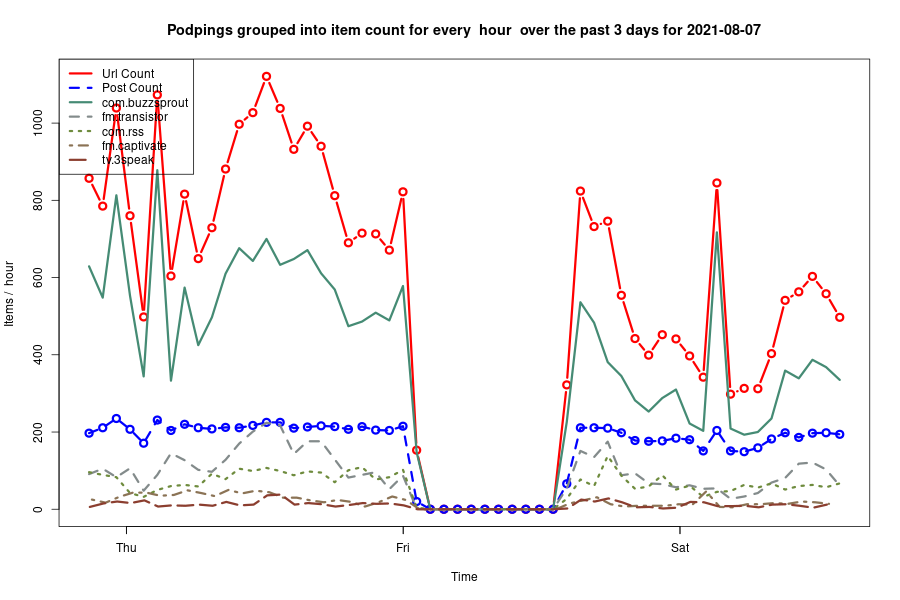 Podpings grouped into item count for every  hour  over the past 3 days for 2021-08-07
Url Count
Post Count
com.buzzsprout
fm.transistor
com.rss
fm.captivate
tv.3speak
Items /  hour
1000
800
600
400
200
0
Thu
Fri
Sat
Time